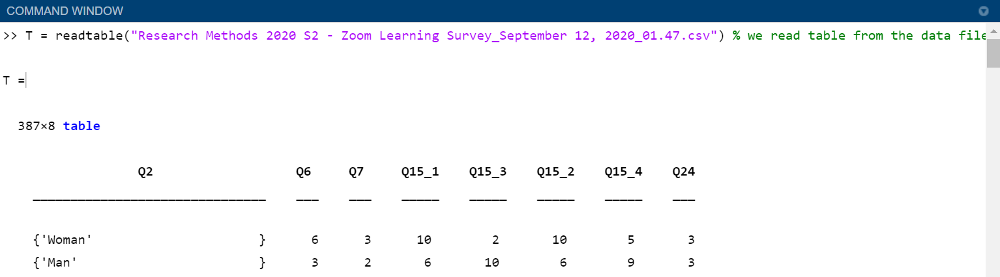 COMMAND WINDOW
>> T = readtable("Research Methods 2020 S2 - Zoom Learning Survey_September 12, 2020_01.47.csv") % we read table from the data file
T =
387×8 table
Q2 Q6 Q7 Q15_1 Q15_3 Q15_2 Q15_4 Q24
_______________________________ ___ ___ _____ _____ _____ _____ ___
{'Woman' } 6 3 10 2 10 5 3
{'Man' } 3 2 6 10 6 9 3